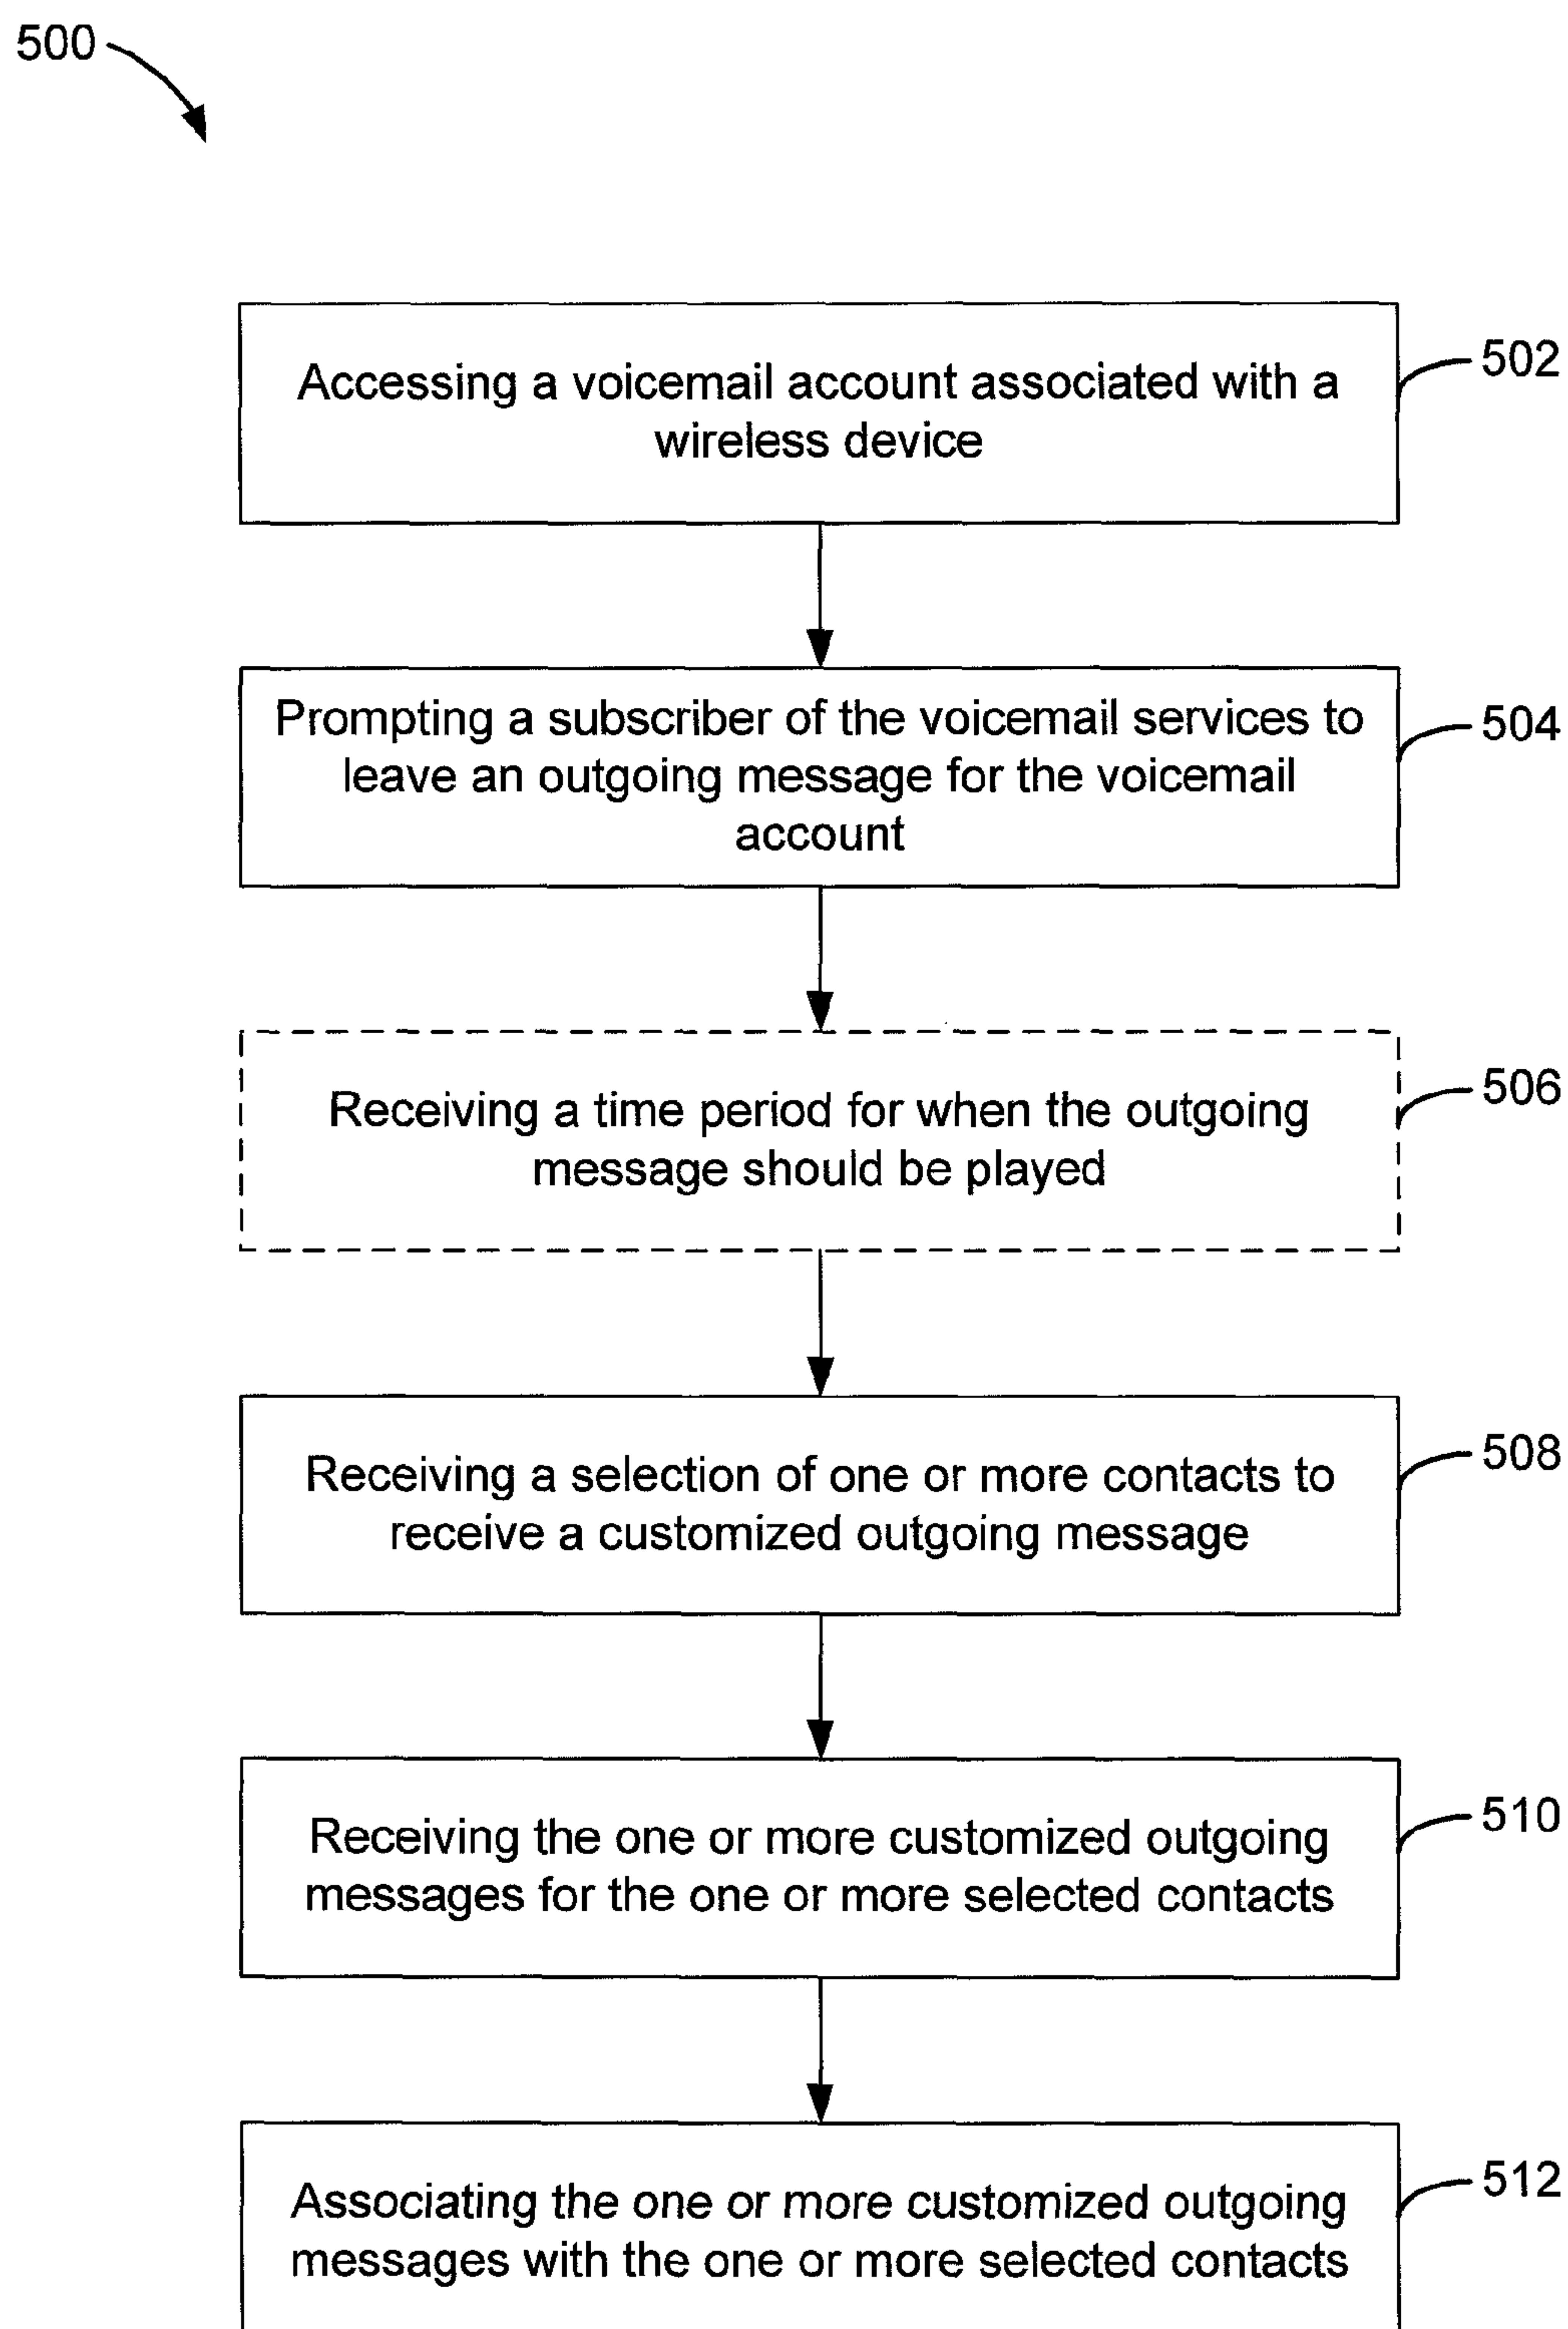 500
Accessing a voicemail account associated with a
wireless device
502
Prompting a subscriber of the voicemail services to
leave an outgoing message for the voicemail
account
504
Receiving a time period for when the outgoing
message should be played
506
Receiving a selection of one or more contacts to
receive a customized outgoing message
508
Receiving the one or more customized outgoing
messages for the one or more selected contacts
510
Associating the one or more customized outgoing
messages with the one or more selected contacts
512